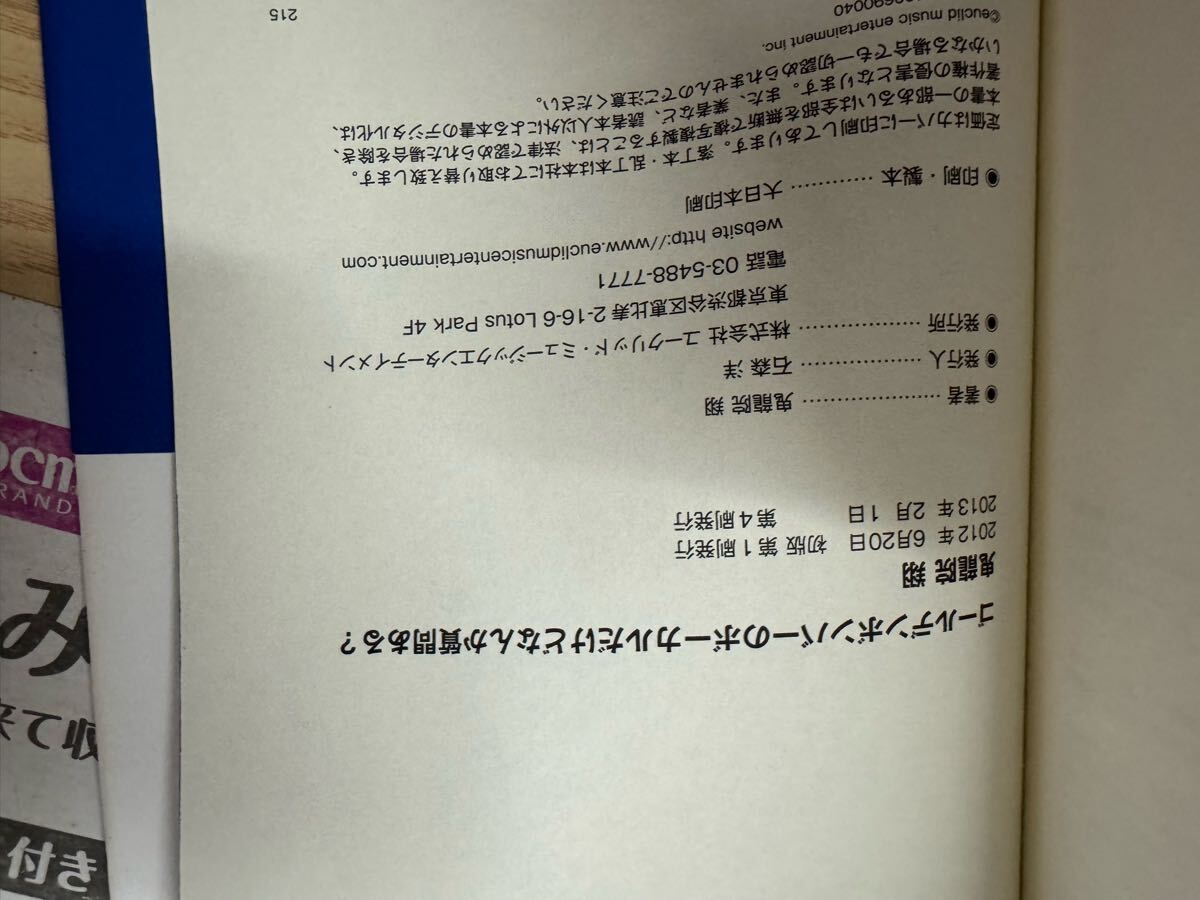 ゴールデンボンバーのボーカルだけどなんか質問ある？
鬼龍院 翔
2012年 6月20日 初版 第1刷発行
2013年 2月 1日 第4刷発行
◉著者 …………………… 鬼龍院 翔
◉発行人 ………………… 石森 洋
◉発行所 ………………… 株式会社 ユークリッド・ミュージックエンターテイメント
東京都渋谷区恵比寿 2-16-6 Lotus Park 4F
電話 03-5488-7771
website http://www.euclidmusicentertainment.com
◉印刷・製本 ………… 大日本印刷
定価はカバーに印刷してあります。落丁本・乱丁本は本社にてお取り替え致します。
本書の一部あるいは全部を無断で複写複製することは、法律で認められた場合を除き、
著作権の侵害となります。また、業者など、読者本人以外による本書のデジタル化は、
いかなる場合でも一切認められませんのでご注意ください。
©euclid music entertainment inc.
215
RAND
み
来て収
付き